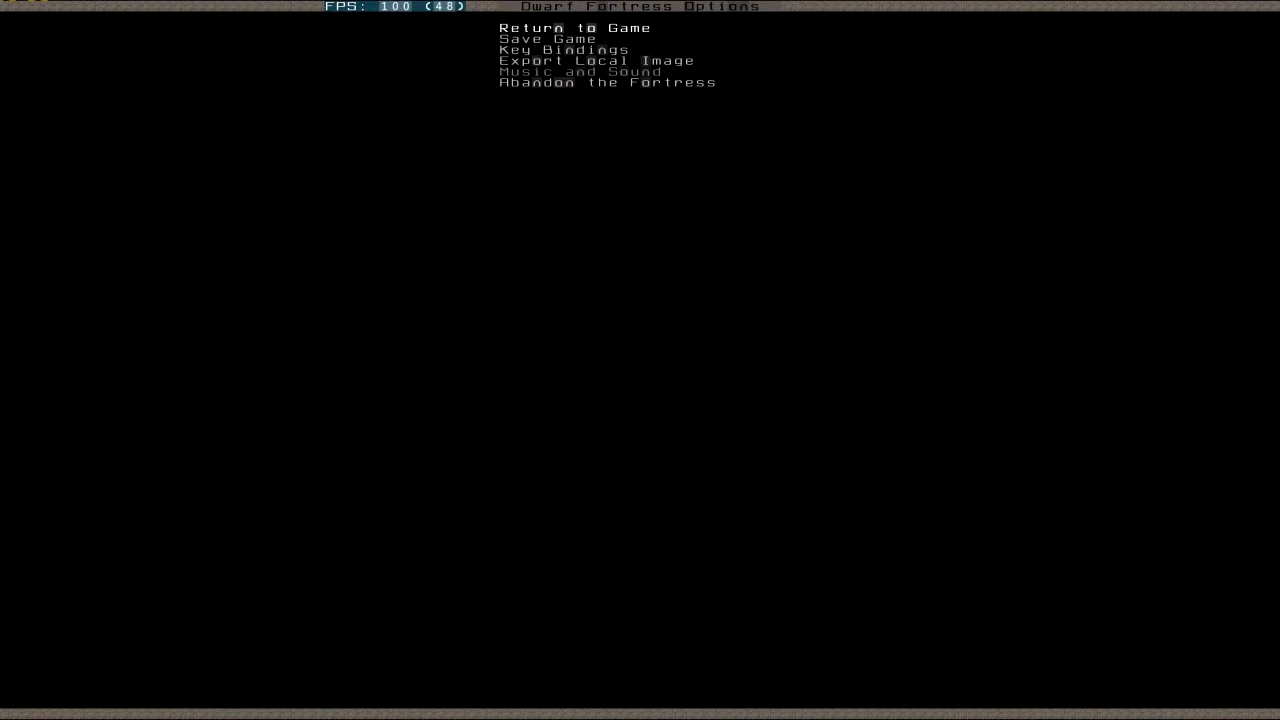 FPS: 100 (48) Dwarf Fortress Options
Return to Game
Save Game
Key Bindings
Export Local Image
Music and Sound
Abandon the Fortress